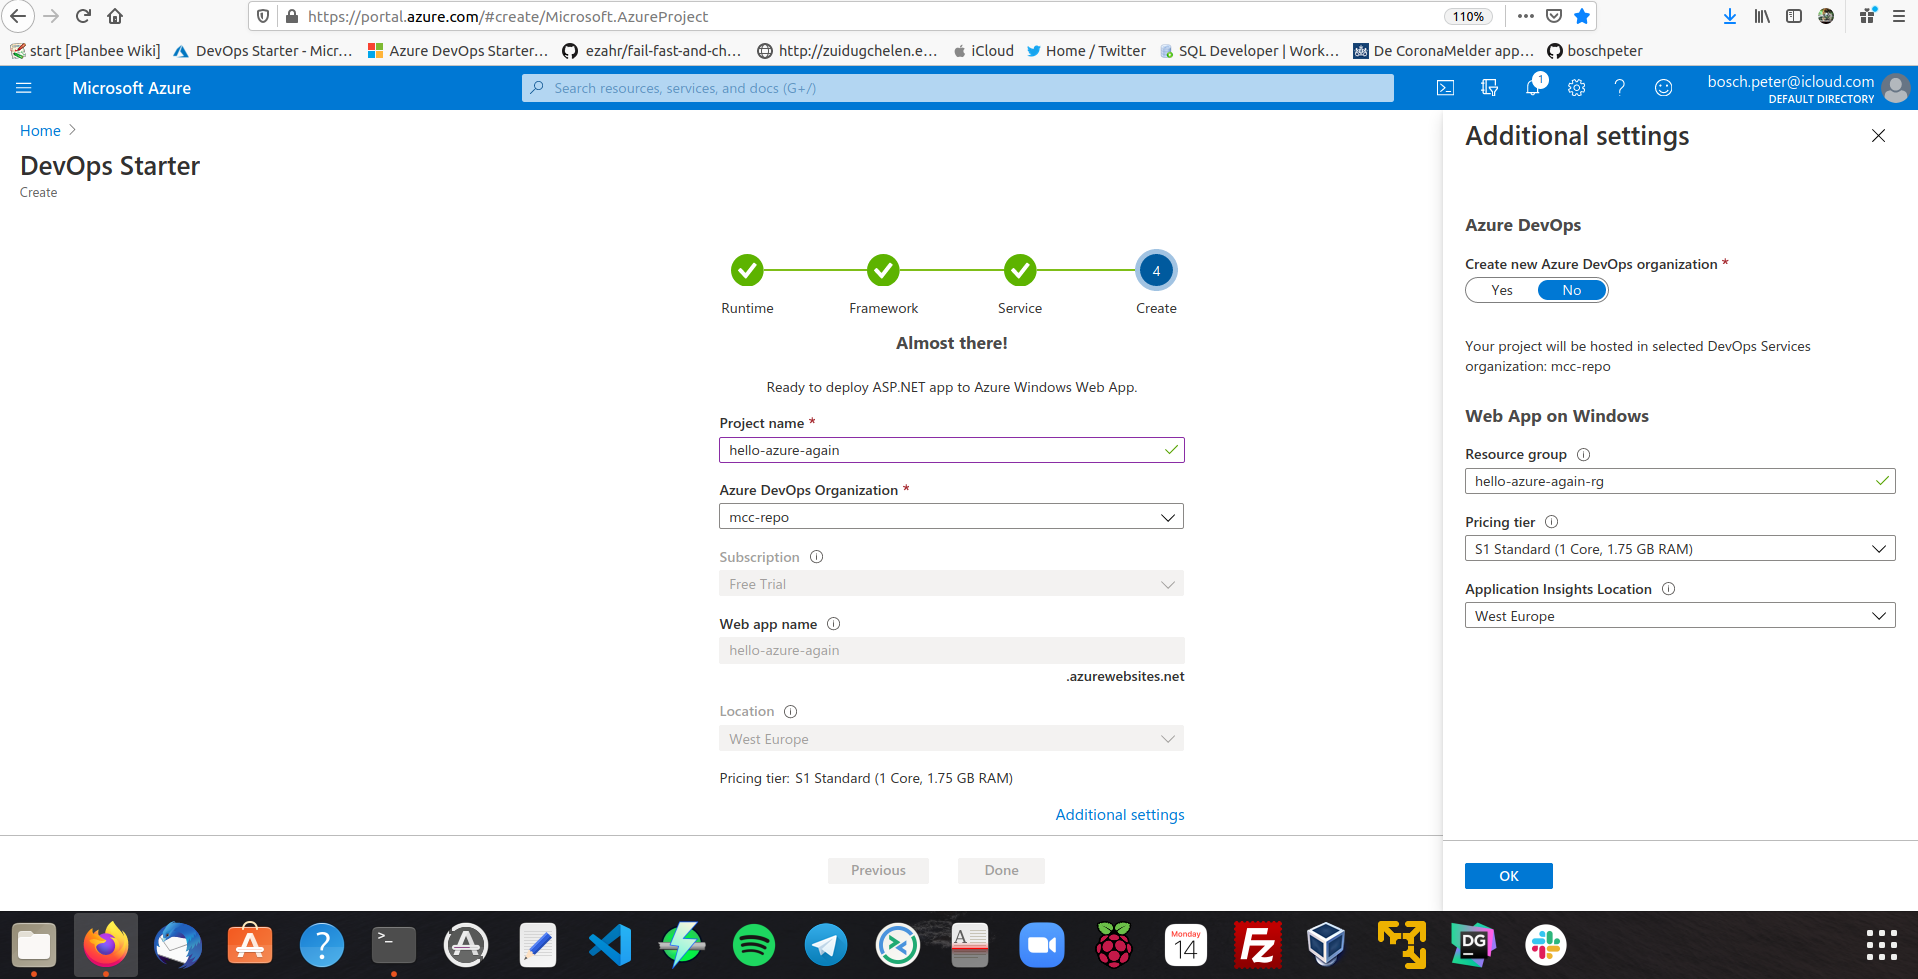 https://portal.azure.com/#create/Microsoft.AzureProject
110%
start [Planbee Wiki]
DevOps Starter - Micr...
Azure DevOps Starter...
ezahr/fail-fast-and-ch...
http://zuidugchelen.e...
iCloud
Home / Twitter
SQL Developer | Work...
De CoronaMelder app...
boschpeter
Microsoft Azure
Search resources, services, and docs (G+/)
1
bosch.peter@icloud.com
DEFAULT DIRECTORY
Home
DevOps Starter
Create
Runtime
Framework
Service
4
Create
Almost there!
Ready to deploy ASP.NET app to Azure Windows Web App.
Project name *
hello-azure-again
Azure DevOps Organization *
mcc-repo
Subscription
Free Trial
Web app name
hello-azure-again
.azurewebsites.net
Location
West Europe
Pricing tier: S1 Standard (1 Core, 1.75 GB RAM)
Additional settings
Previous
Done
Additional settings
Azure DevOps
Create new Azure DevOps organization *
Yes
No
Your project will be hosted in selected DevOps Services
organization: mcc-repo
Web App on Windows
Resource group
hello-azure-again-rg
Pricing tier
S1 Standard (1 Core, 1.75 GB RAM)
Application Insights Location
West Europe
OK
Monday
14
FZ
DG